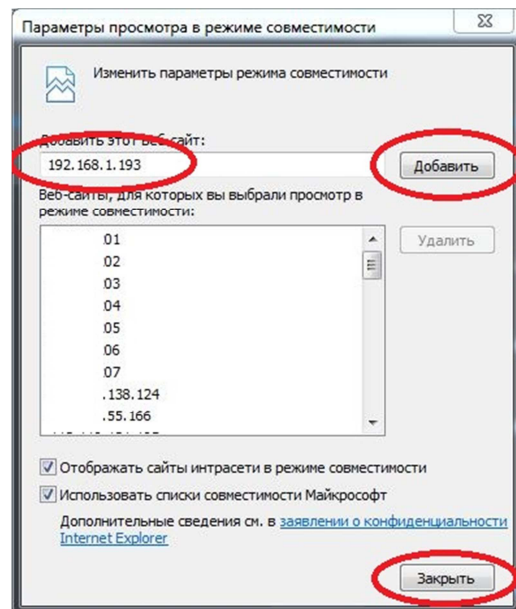 Параметры просмотра в режиме совместимости
Изменить параметры режима совместимости
Добавить этот веб-сайт:
192.168.1.193
Добавить
Веб-сайты, для которых вы выбрали просмотр в
режиме совместимости:
01
Удалить
02
03
04
05
06
07
.138.124
.55.166
Отображать сайты интрасети в режиме совместимости
Использовать списки совместимости Майкрософт
Дополнительные сведения см. в заявлении о конфиденциальности
Internet Explorer
Закрыть